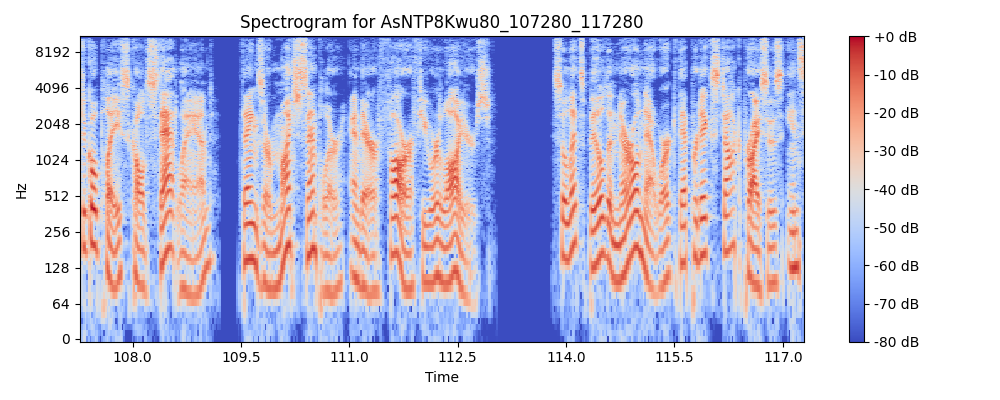 Spectrogram for AsNTP8Kwu80_107280_117280
Hz
8192
4096
2048
1024
512
256
128
64
0
108.0 109.5 111.0 112.5 114.0 115.5 117.0
Time
+0 dB
-10 dB
-20 dB
-30 dB
-40 dB
-50 dB
-60 dB
-70 dB
-80 dB